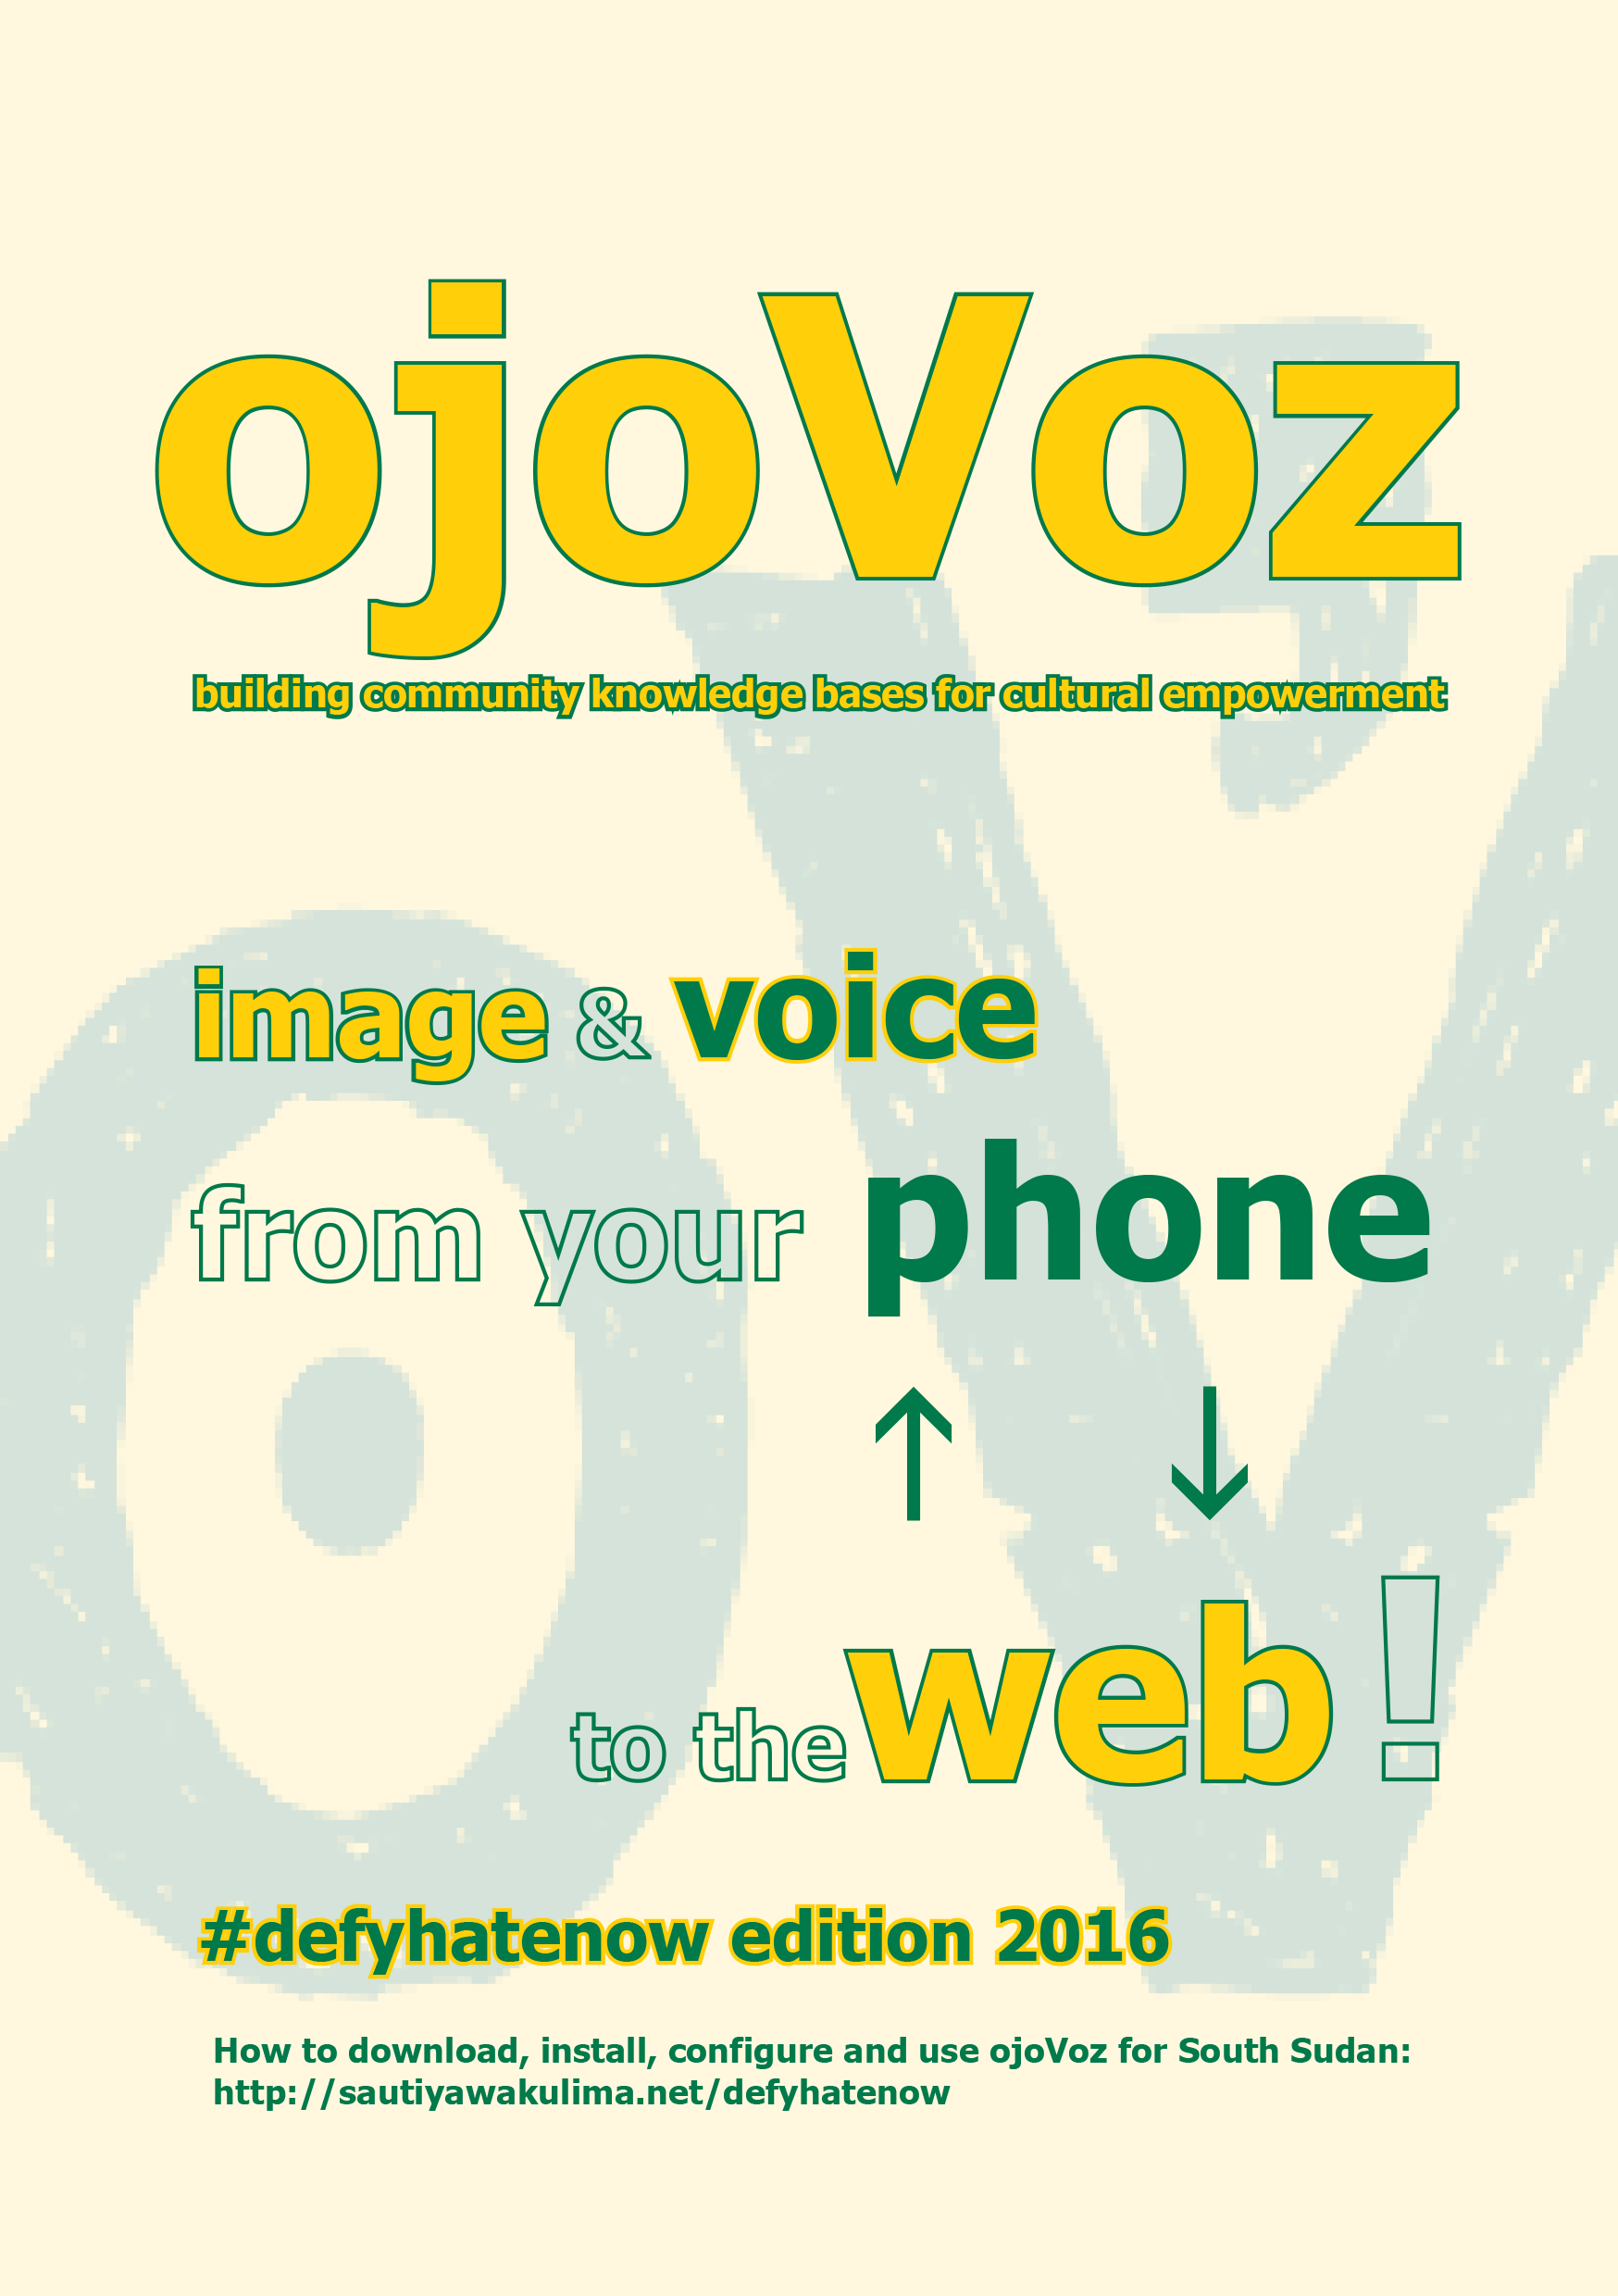 ojoVoz
building community knowledge bases for cultural empowerment
image & voice
from your phone
↑ ↓
to the web!
#defyhatenow edition 2016
How to download, install, configure and use ojoVoz for South Sudan:
http://sautiyawakulima.net/defyhatenow